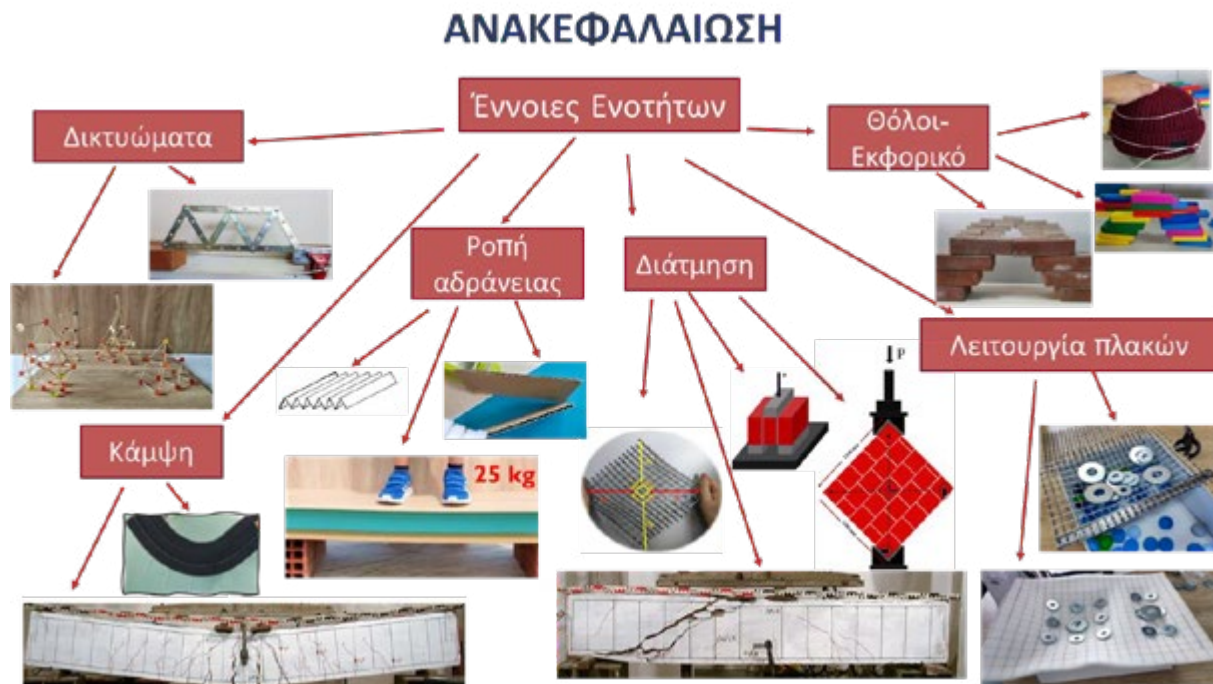 ΑΝΑΚΕΦΑΛΑΙΩΣΗ
Έννοιες Ενοτήτων
Δικτυώματα
Θόλοι-
Εκφορικό
Ροπή
αδράνειας
Διάτμηση
Λειτουργία πλακών
Κάμψη
25 kg
P